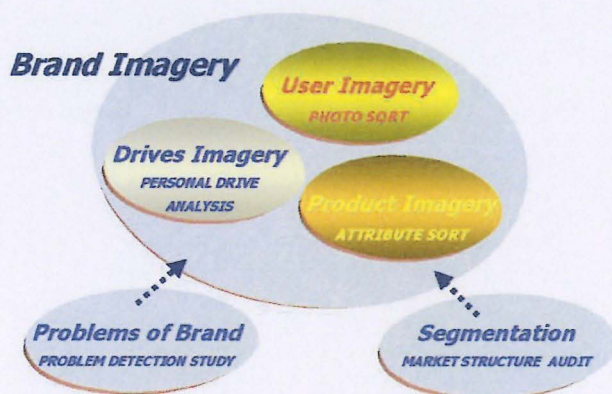 Brand Imagery
User Imagery
PHOTO SORT
Drives Imagery
PERSONAL DRIVE
ANALYSIS
Product Imagery
ATTRIBUTE SORT
Problems of Brand
PROBLEM DETECTION STUDY
Segmentation
MARKET STRUCTURE AUDIT